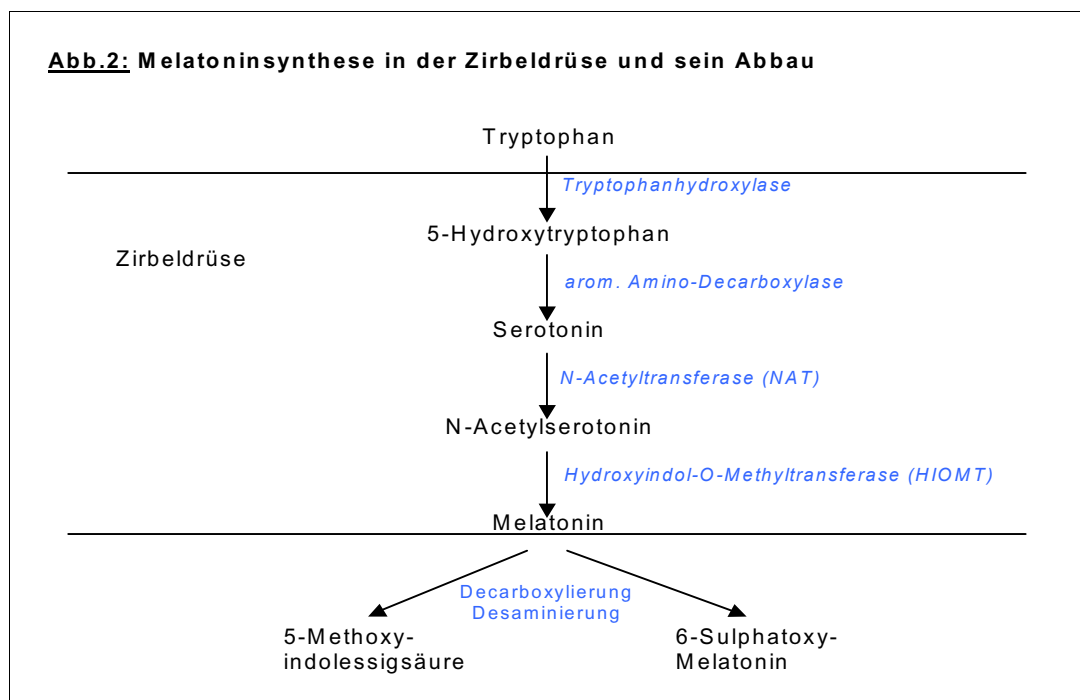 Abb.2: Melatoninsynthese in der Zirbeldrüse und sein Abbau
Tryptophan
Tryptophanhydroxylase
5-Hydroxytryptophan
Zirbeldrüse
arom. Amino-Decarboxylase
Serotonin
N-Acetyltransferase (NAT)
N-Acetylserotonin
Hydroxyindol-O-Methyltransferase (HIOMT)
Melatonin
Decarboxylierung
Desaminierung
5-Methoxy-
indolessigsäure
6-Sulphatoxy-
Melatonin